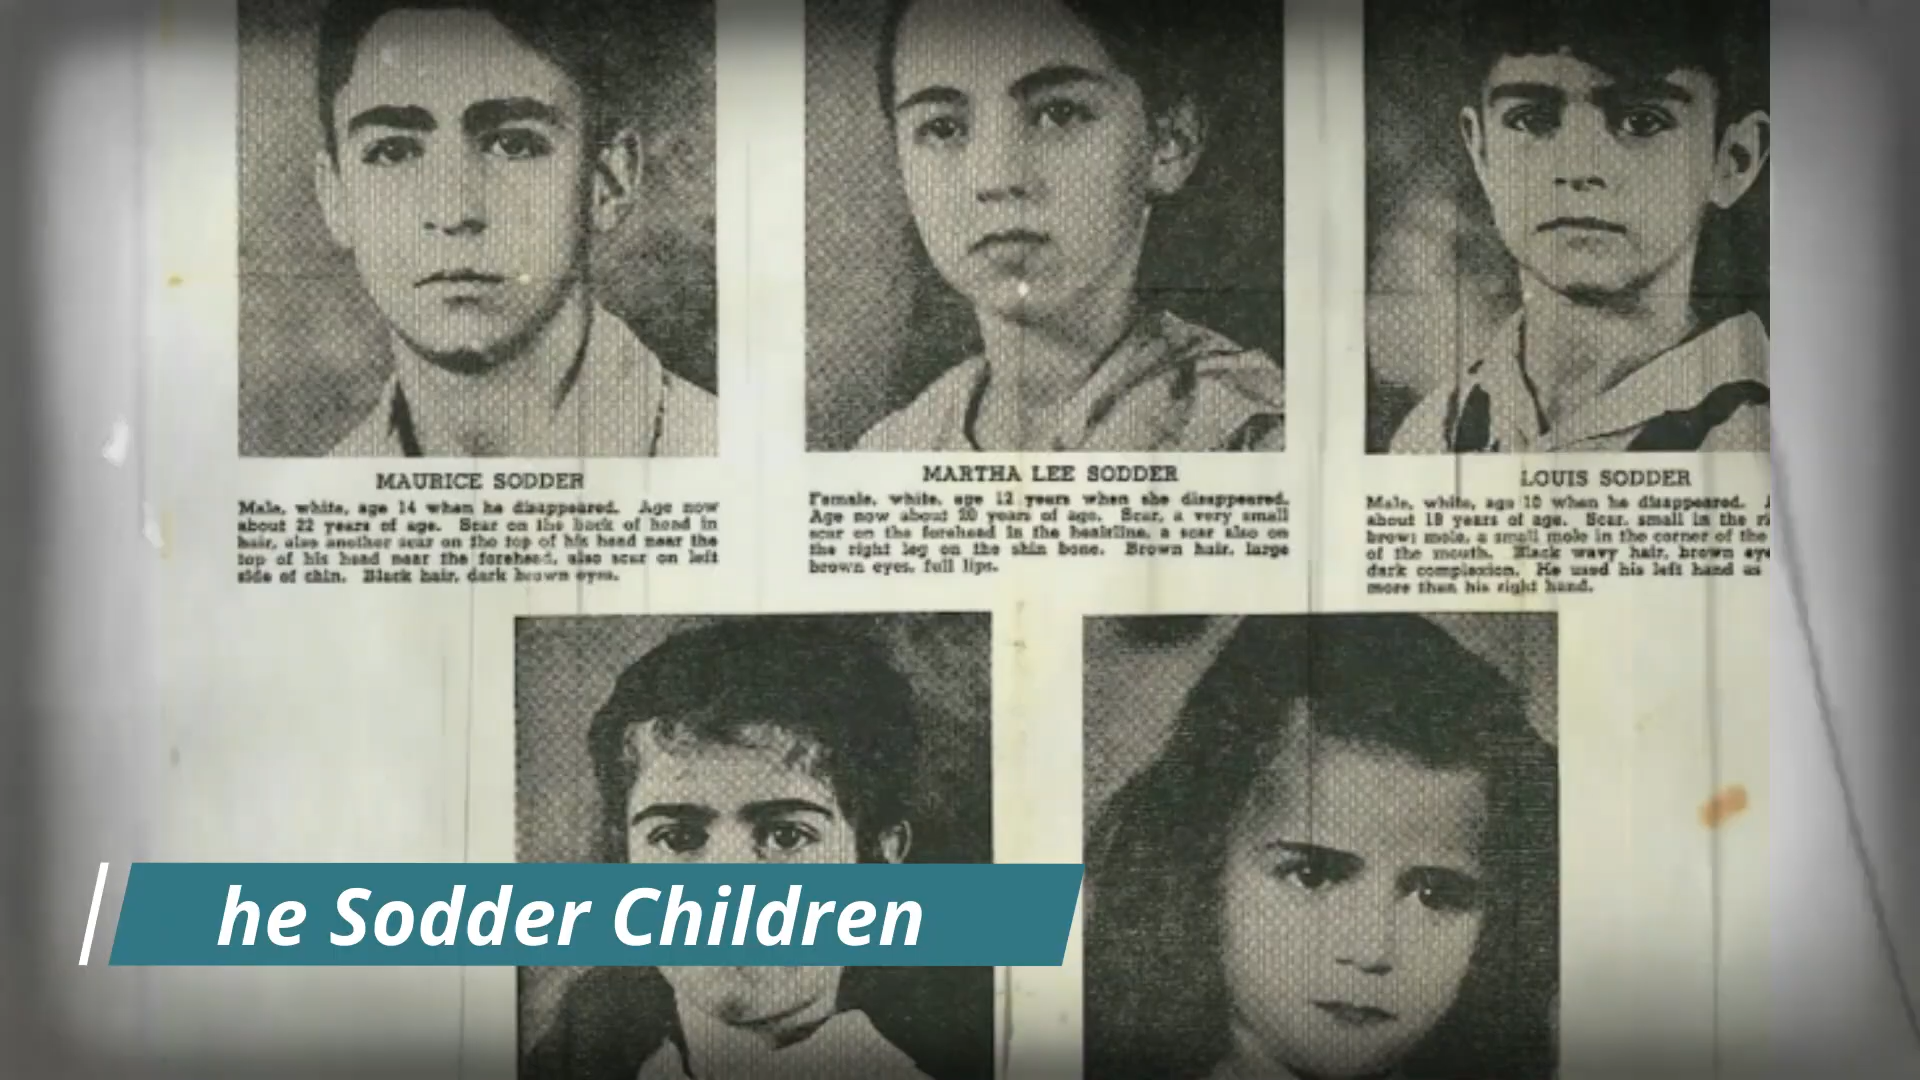 MAURICE SODDER
Male, white, age 14 when he disappeared. Age now
about 22 years of age. Scar on the back of head in
hair, also another scar on the top of his head near the
top of his head near the forehead, also scar on left
side of chin. Black hair, dark brown eyes.
MARTHA LEE SODDER
Female, white, age 12 years when she disappeared.
Age now about 20 years of age. Scar, a very small
scar on the forehead in the hairline, a scar also on
the right leg on the shin bone. Brown hair, large
brown eyes, full lips.
LOUIS SODDER
Male, white, age 10 when he disappeared.
about 18 years of age. Scar, small in the
brow: mole, a small mole in the corner of the
of the mouth. Black wavy hair, brown
dark complexion. He used his left hand as
more than his right hand.
he Sodder Children